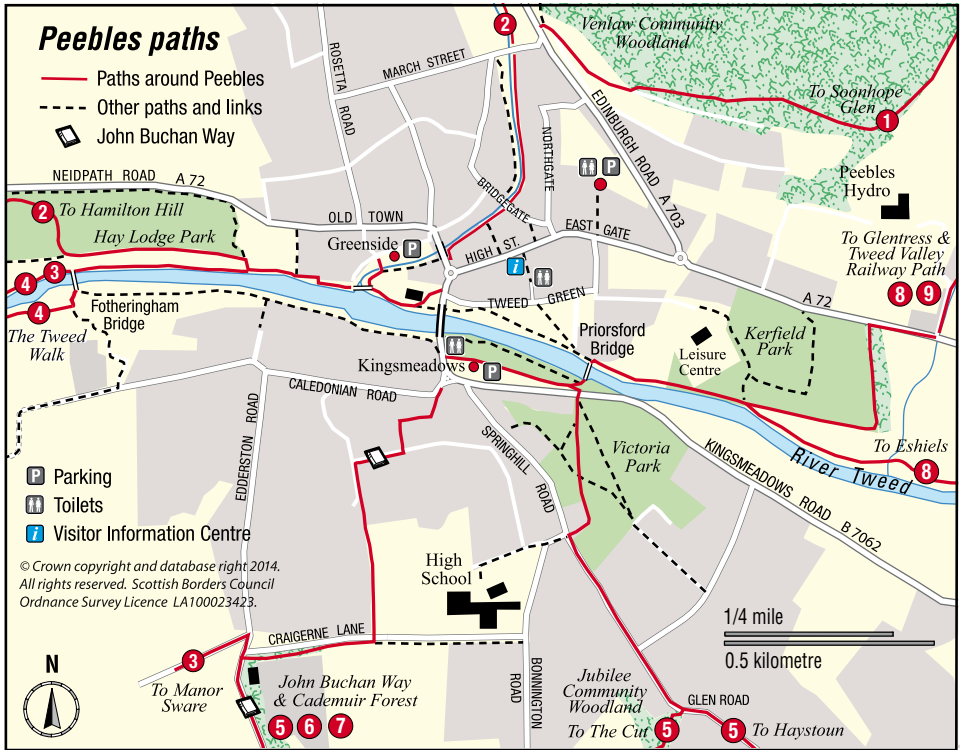 Peebles paths
Paths around Peebles
Other paths and links
John Buchan Way
ROSETTA
ROAD
MARCH STREET
2
Venlaw Community
Woodland
To Soonhope
Glen
1
EDINBURGH ROAD A 703
NORTHGATE
P
Peebles
Hydro
NEIDPATH ROAD A 72
2
To Hamilton Hill
Hay Lodge Park
OLD TOWN
BRIDGEGATE
EAST GATE
HIGH ST.
Greenside
P
i
TWEED GREEN
To Glentress &
Tweed Valley
Railway Path
8 9
A 72
4 3
4
Fotheringham
Bridge
The Tweed
Walk
Priorsford
Bridge
Leisure
Centre
Kerfield
Park
Kingsmeadows
P
CALEDONIAN ROAD
EDDERSTON ROAD
SPRINGHILL
ROAD
Victoria
Park
KINGSMEADOWS ROAD B 7062
River Tweed
To Eshiels
8
P Parking
Toilets
i Visitor Information Centre
© Crown copyright and database right 2014.
All rights reserved. Scottish Borders Council
Ordnance Survey Licence LA100023423.
High
School
1/4 mile
0.5 kilometre
CRAIGERNE LANE
BONNINGTON
ROAD
N
3
To Manor
Sware
John Buchan Way
& Cademuir Forest
5 6 7
Jubilee
Community
Woodland
To The Cut
5
GLEN ROAD
5
To Haystoun